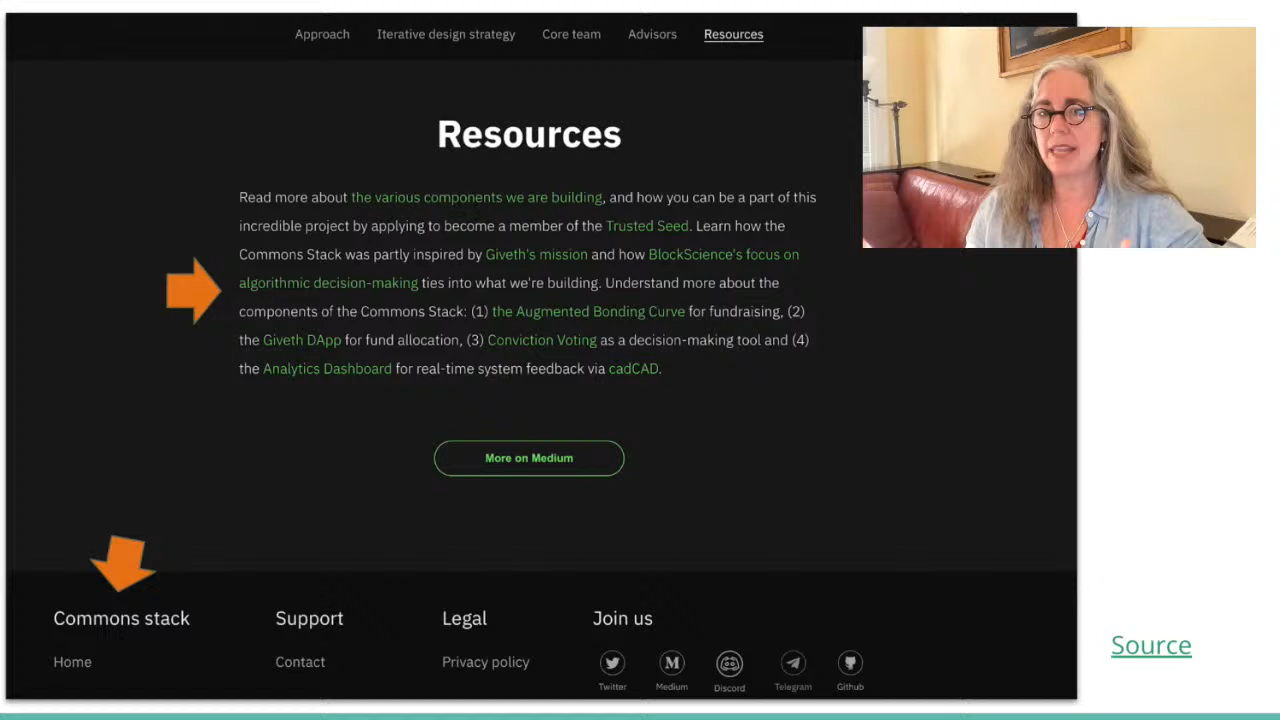 Approach Iterative design strategy Core team Advisors Resources
Resources
Read more about the various components we are building, and how you can be a part of this
incredible project by applying to become a member of the Trusted Seed. Learn how the
Commons Stack was partly inspired by Giveth's mission and how BlockScience's focus on
algorithmic decision-making ties into what we're building. Understand more about the
components of the Commons Stack: (1) the Augmented Bonding Curve for fundraising, (2)
the Giveth DApp for fund allocation, (3) Conviction Voting as a decision-making tool and (4)
the Analytics Dashboard for real-time system feedback via cadCAD.
More on Medium
Commons stack Support Legal Join us
Home Contact Privacy policy
Twitter Medium Discord Telegram Github
Source